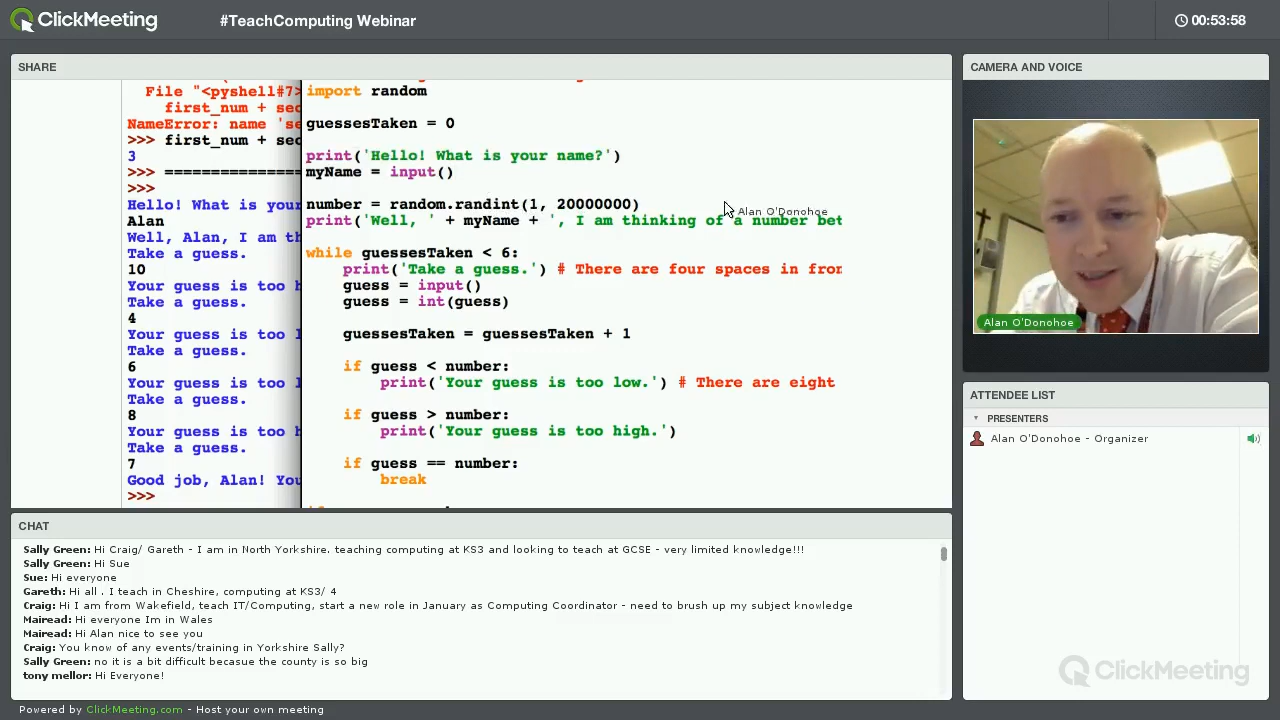 ClickMeeting
#TeachComputing Webinar
00:53:58
SHARE
File "<pyshell#7>
first_num + sec
NameError: name 'se
>>> first_num + sec
3
>>> ===============
>>>
Hello! What is your
Alan
Well, Alan, I am th
Take a guess.
10
Your guess is too h
Take a guess.
4
Your guess is too l
Take a guess.
6
Your guess is too l
Take a guess.
8
Your guess is too h
Take a guess.
7
Good job, Alan! You
>>>
import random
guessesTaken = 0
print('Hello! What is your name?')
myName = input()
number = random.randint(1, 20000000)
Alan O'Donohoe
print('Well, ' + myName + ', I am thinking of a number bet
while guessesTaken < 6:
print('Take a guess.') # There are four spaces in fron
guess = input()
guess = int(guess)
guessesTaken = guessesTaken + 1
if guess < number:
print('Your guess is too low.') # There are eight
if guess > number:
print('Your guess is too high.')
if guess == number:
break
CAMERA AND VOICE
Alan O'Donohoe
ATTENDEE LIST
PRESENTERS
Alan O'Donohoe - Organizer
CHAT
Sally Green: Hi Craig/ Gareth - I am in North Yorkshire. teaching computing at KS3 and looking to teach at GCSE - very limited knowledge!!!
Sally Green: Hi Sue
Sue: Hi everyone
Gareth: Hi all . I teach in Cheshire, computing at KS3/ 4
Craig: Hi I am from Wakefield, teach IT/Computing, start a new role in January as Computing Coordinator - need to brush up my subject knowledge
Mairead: Hi everyone Im in Wales
Mairead: Hi Alan nice to see you
Craig: You know of any events/training in Yorkshire Sally?
Sally Green: no it is a bit difficult becasue the county is so big
tony mellor: Hi Everyone!
ClickMeeting
Powered by ClickMeeting.com - Host your own meeting